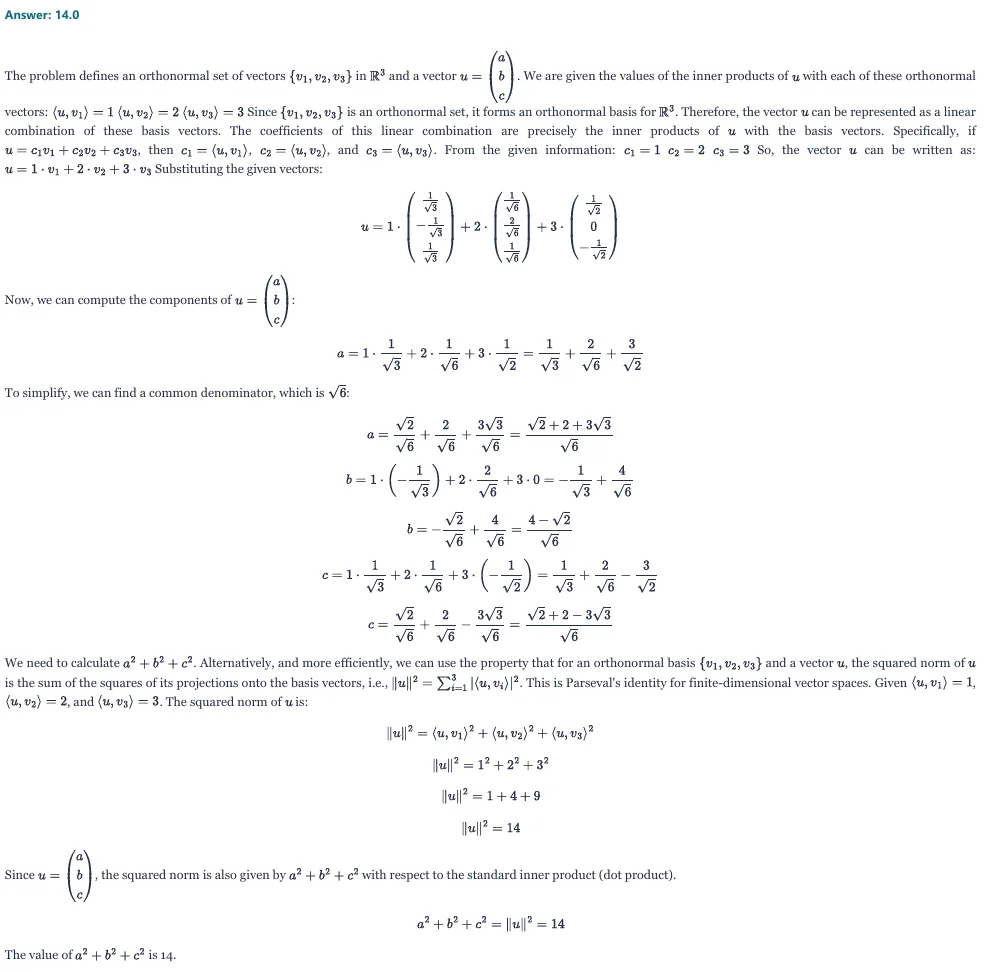 Answer: 14.0
The problem defines an orthonormal set of vectors {v₁, v₂, v₃} in ℝ³ and a vector u = (a b c). We are given the values of the inner products of u with each of these orthonormal
vectors: ⟨u, v₁⟩ = 1 ⟨u, v₂⟩ = 2 ⟨u, v₃⟩ = 3 Since {v₁, v₂, v₃} is an orthonormal set, it forms an orthonormal basis for ℝ³. Therefore, the vector u can be represented as a linear
combination of these basis vectors. The coefficients of this linear combination are precisely the inner products of u with the basis vectors. Specifically, if
u = c₁v₁ + c₂v₂ + c₃v₃, then c₁ = ⟨u, v₁⟩, c₂ = ⟨u, v₂⟩, and c₃ = ⟨u, v₃⟩. From the given information: c₁ = 1 c₂ = 2 c₃ = 3 So, the vector u can be written as:
u = 1 · v₁ + 2 · v₂ + 3 · v₃ Substituting the given vectors:
u = 1 · (1/√3 −1/√3 1/√3) + 2 · (1/√6 2/√6 1/√6) + 3 · (1/√2 0 −1/√2)
Now, we can compute the components of u = (a b c):
a = 1 · 1/√3 + 2 · 1/√6 + 3 · 1/√2 = 1/√3 + 2/√6 + 3/√2
To simplify, we can find a common denominator, which is √6:
a = √2/√6 + 2/√6 + 3√3/√6 = (√2 + 2 + 3√3)/√6
b = 1 · (−1/√3) + 2 · 2/√6 + 3 · 0 = −1/√3 + 4/√6
b = −√2/√6 + 4/√6 = (4 − √2)/√6
c = 1 · 1/√3 + 2 · 1/√6 + 3 · (−1/√2) = 1/√3 + 2/√6 − 3/√2
c = √2/√6 + 2/√6 − 3√3/√6 = (√2 + 2 − 3√3)/√6
We need to calculate a² + b² + c². Alternatively, and more efficiently, we can use the property that for an orthonormal basis {v₁, v₂, v₃} and a vector u, the squared norm of u
is the sum of the squares of its projections onto the basis vectors, i.e., ‖u‖² = ∑³ᵢ₌₁ |⟨u, vᵢ⟩|². This is Parseval's identity for finite-dimensional vector spaces. Given ⟨u, v₁⟩ = 1,
⟨u, v₂⟩ = 2, and ⟨u, v₃⟩ = 3. The squared norm of u is:
‖u‖² = ⟨u, v₁⟩² + ⟨u, v₂⟩² + ⟨u, v₃⟩²
‖u‖² = 1² + 2² + 3²
‖u‖² = 1 + 4 + 9
‖u‖² = 14
Since u = (a b c), the squared norm is also given by a² + b² + c² with respect to the standard inner product (dot product).
a² + b² + c² = ‖u‖² = 14
The value of a² + b² + c² is 14.